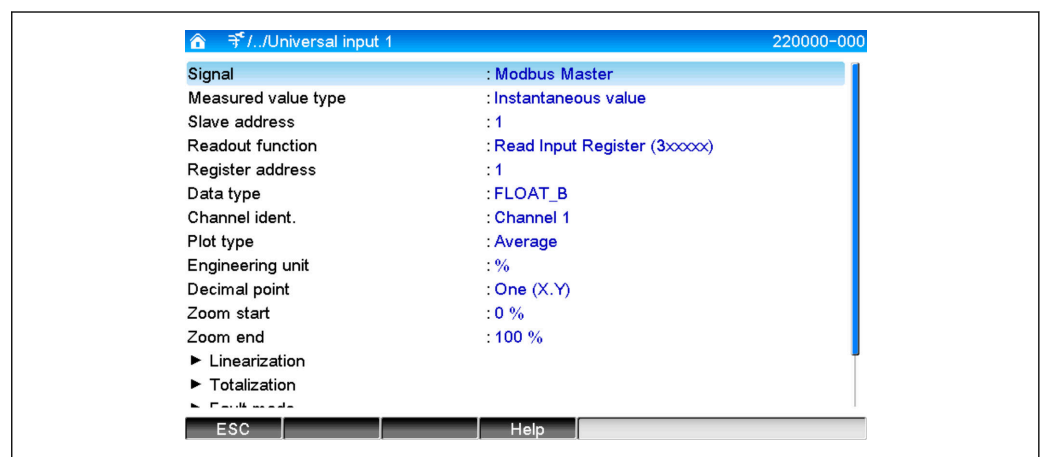 /../Universal input 1 220000-000
Signal : Modbus Master
Measured value type : Instantaneous value
Slave address : 1
Readout function : Read Input Register (3xxxxx)
Register address : 1
Data type : FLOAT_B
Channel ident. : Channel 1
Plot type : Average
Engineering unit : %
Decimal point : One (X.Y)
Zoom start : 0 %
Zoom end : 100 %
► Linearization
► Totalization
► Fault mode
ESC Help